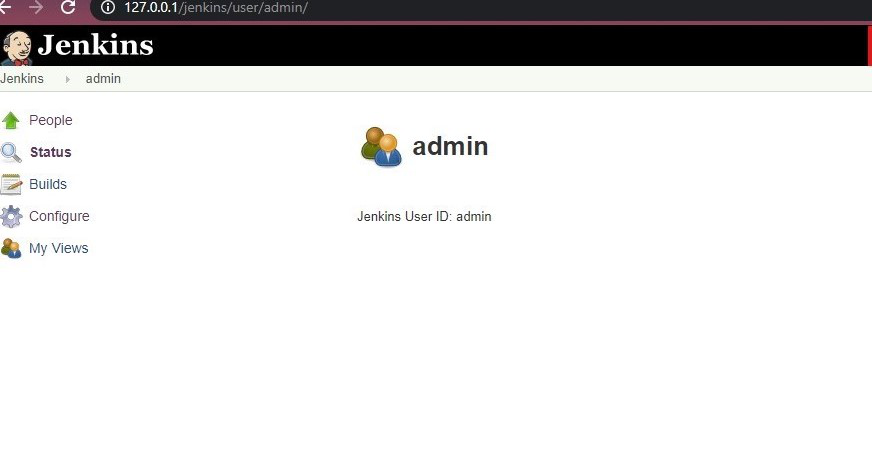 127.0.0.1/jenkins/user/admin/
Jenkins
Jenkins admin
People
Status
Builds
Configure
My Views
admin
Jenkins User ID: admin